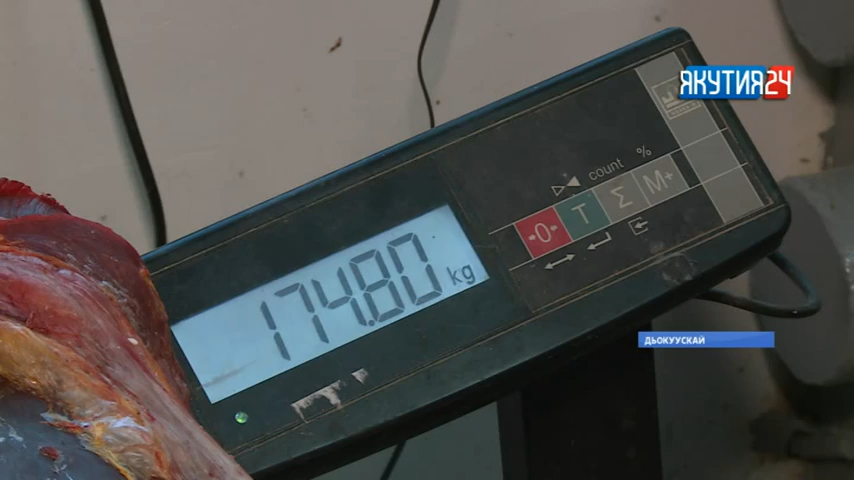 ЯКУТИЯ24
count %
→0← T Σ M+
174.80 kg
ДЬОКУУСКАЙ